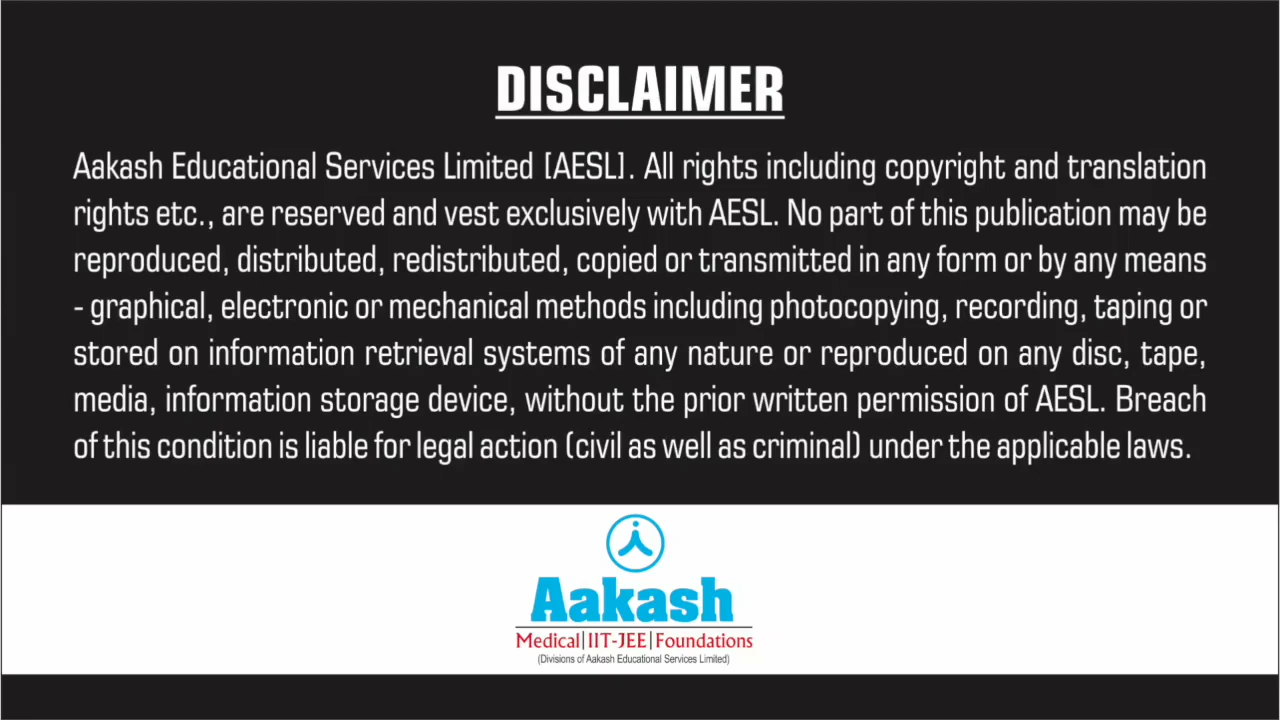 DISCLAIMER
Aakash Educational Services Limited [AESL]. All rights including copyright and translation
rights etc., are reserved and vest exclusively with AESL. No part of this publication may be
reproduced, distributed, redistributed, copied or transmitted in any form or by any means
- graphical, electronic or mechanical methods including photocopying, recording, taping or
stored on information retrieval systems of any nature or reproduced on any disc, tape,
media, information storage device, without the prior written permission of AESL. Breach
of this condition is liable for legal action (civil as well as criminal) under the applicable laws.
Aakash
Medical|IIT-JEE|Foundations
(Divisions of Aakash Educational Services Limited)